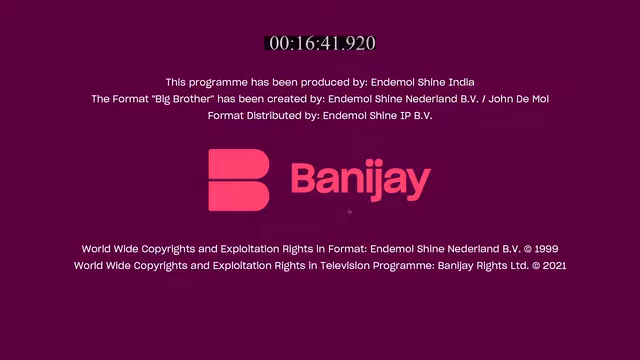 00:16:41.920
This programme has been produced by: Endemol Shine India
The Format "Big Brother" has been created by: Endemol Shine Nederland B.V. / John De Mol
Format Distributed by: Endemol Shine IP B.V.
Banijay
World Wide Copyrights and Exploitation Rights in Format: Endemol Shine Nederland B.V. © 1999
World Wide Copyrights and Exploitation Rights in Television Programme: Banijay Rights Ltd. © 2021